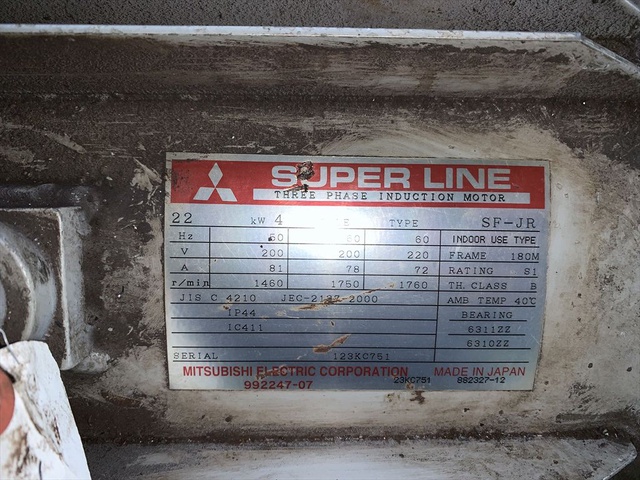 SUPER LINE
THREE PHASE INDUCTION MOTOR
22 kW 4 TYPE SF-JR
Hz 60 60 INDOOR USE TYPE
V 200 200 220 FRAME 180M
A 81 78 72 RATING S1
r/min 1460 1750 1760 TH.CLASS B
JIS C 4210 JEC-2137-2000 AMB TEMP 40℃
IP44 BEARING
IC411 6311ZZ
6310ZZ
SERIAL 123KC751
MITSUBISHI ELECTRIC CORPORATION MADE IN JAPAN
992247-07 23KC751 892327-12